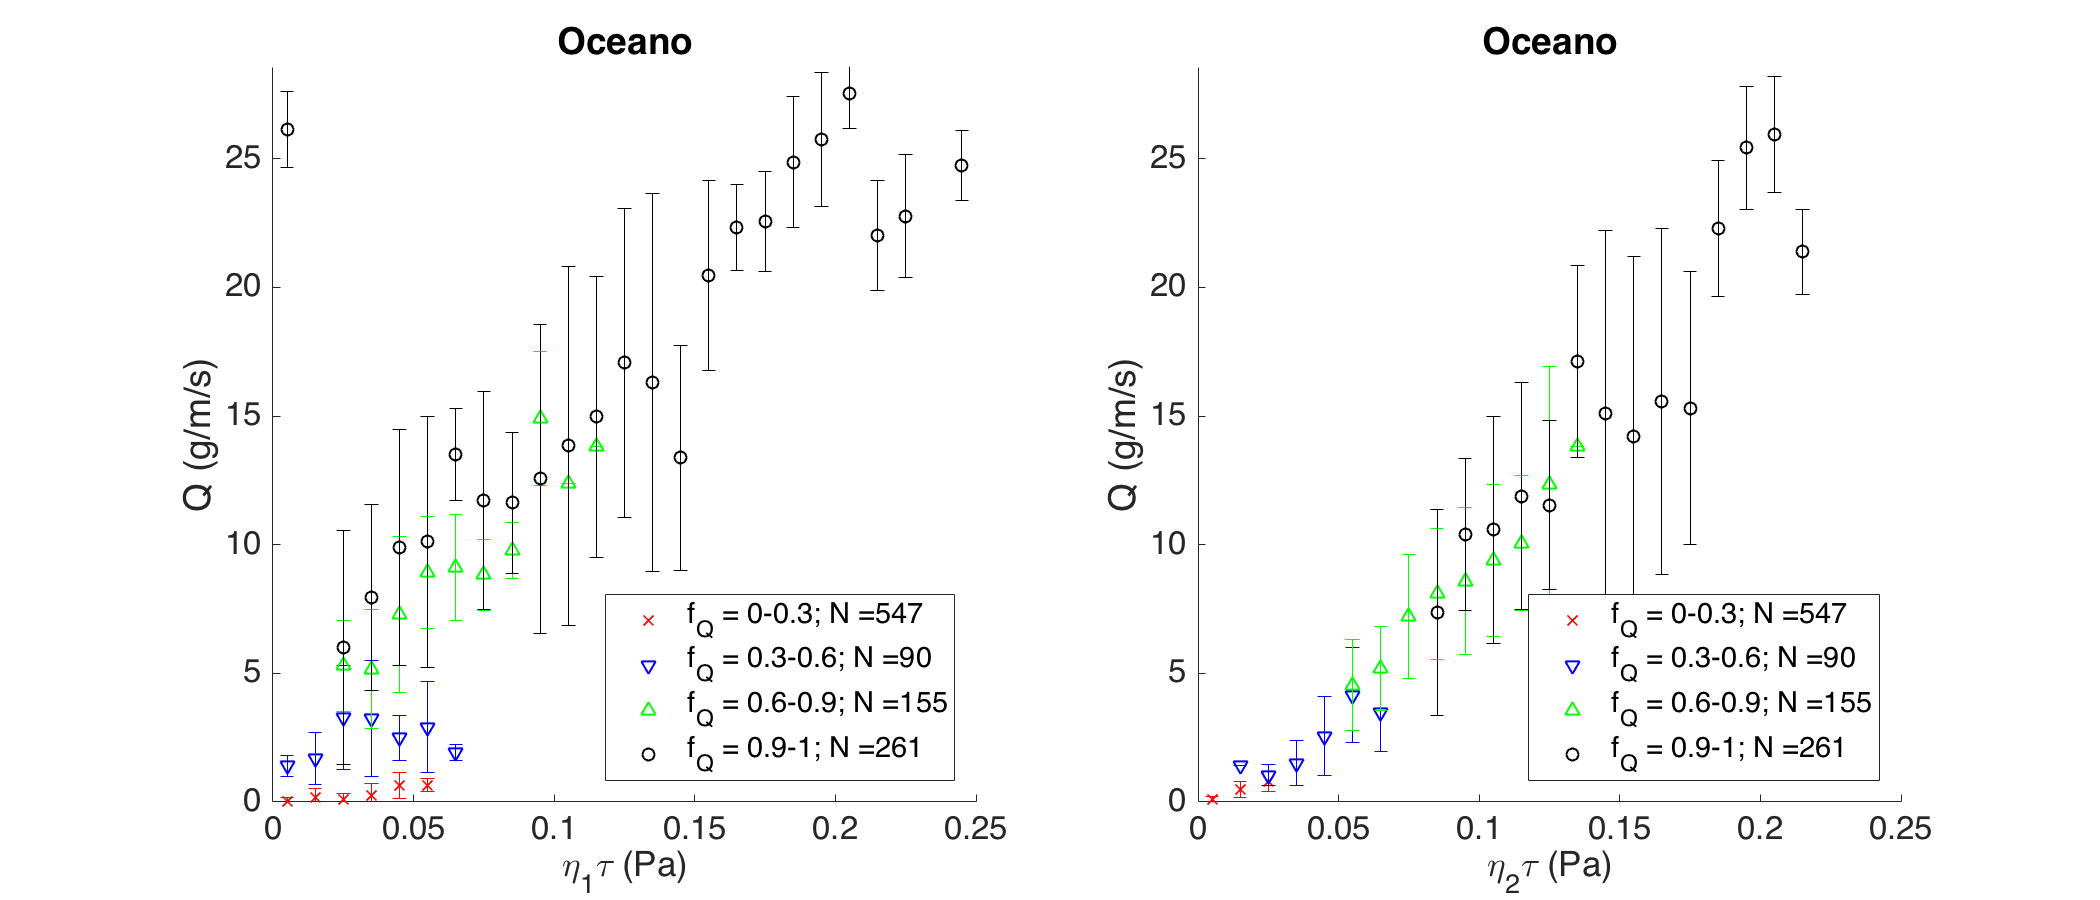 Oceano
Q (g/m/s)
25
20
15
10
5
0
0 0.05 0.1 0.15 0.2 0.25
η1τ (Pa)
fQ = 0-0.3; N =547
fQ = 0.3-0.6; N =90
fQ = 0.6-0.9; N =155
fQ = 0.9-1; N =261
Oceano
Q (g/m/s)
25
20
15
10
5
0
0 0.05 0.1 0.15 0.2 0.25
η2τ (Pa)
fQ = 0-0.3; N =547
fQ = 0.3-0.6; N =90
fQ = 0.6-0.9; N =155
fQ = 0.9-1; N =261